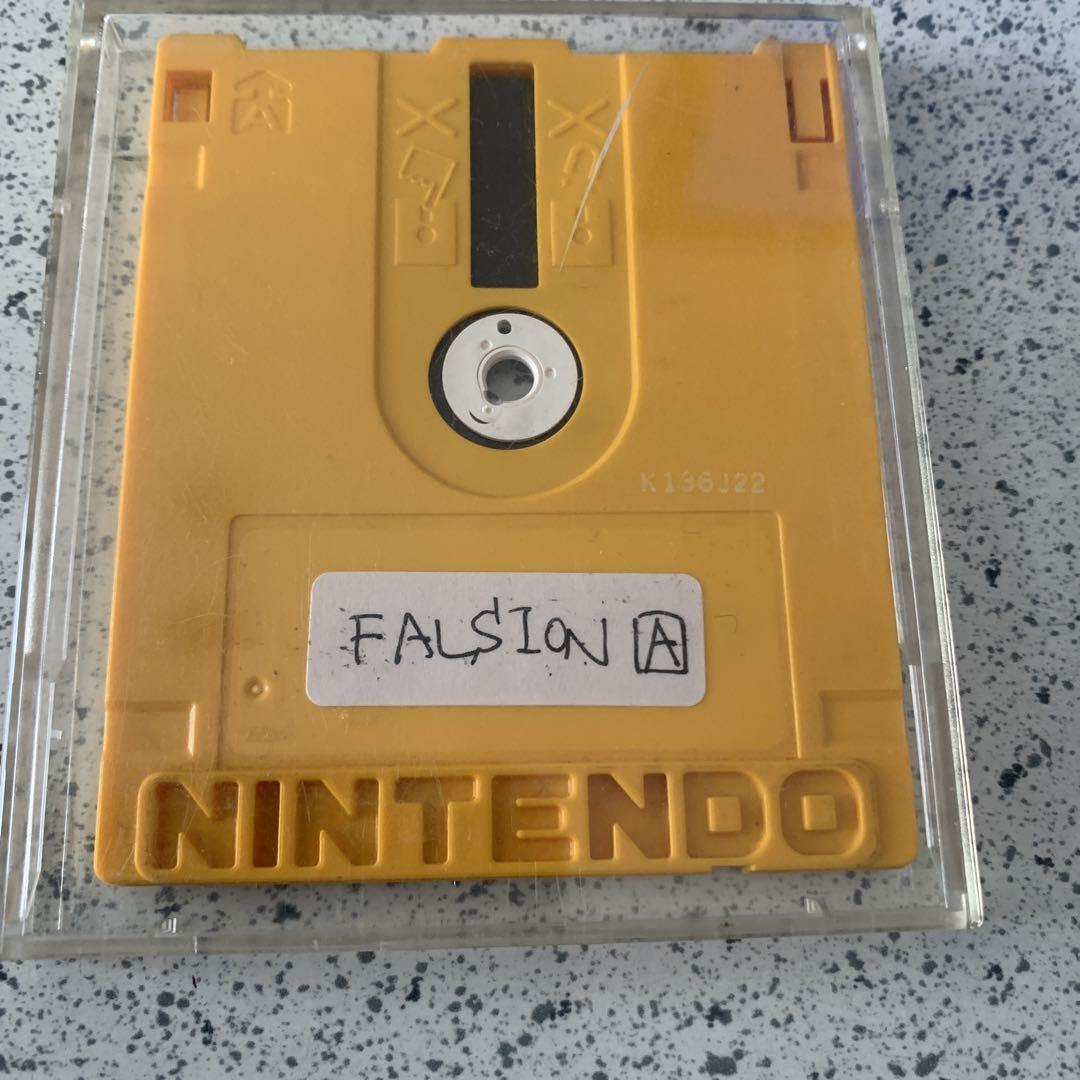 A
K136J22
FALSION A
NINTENDO